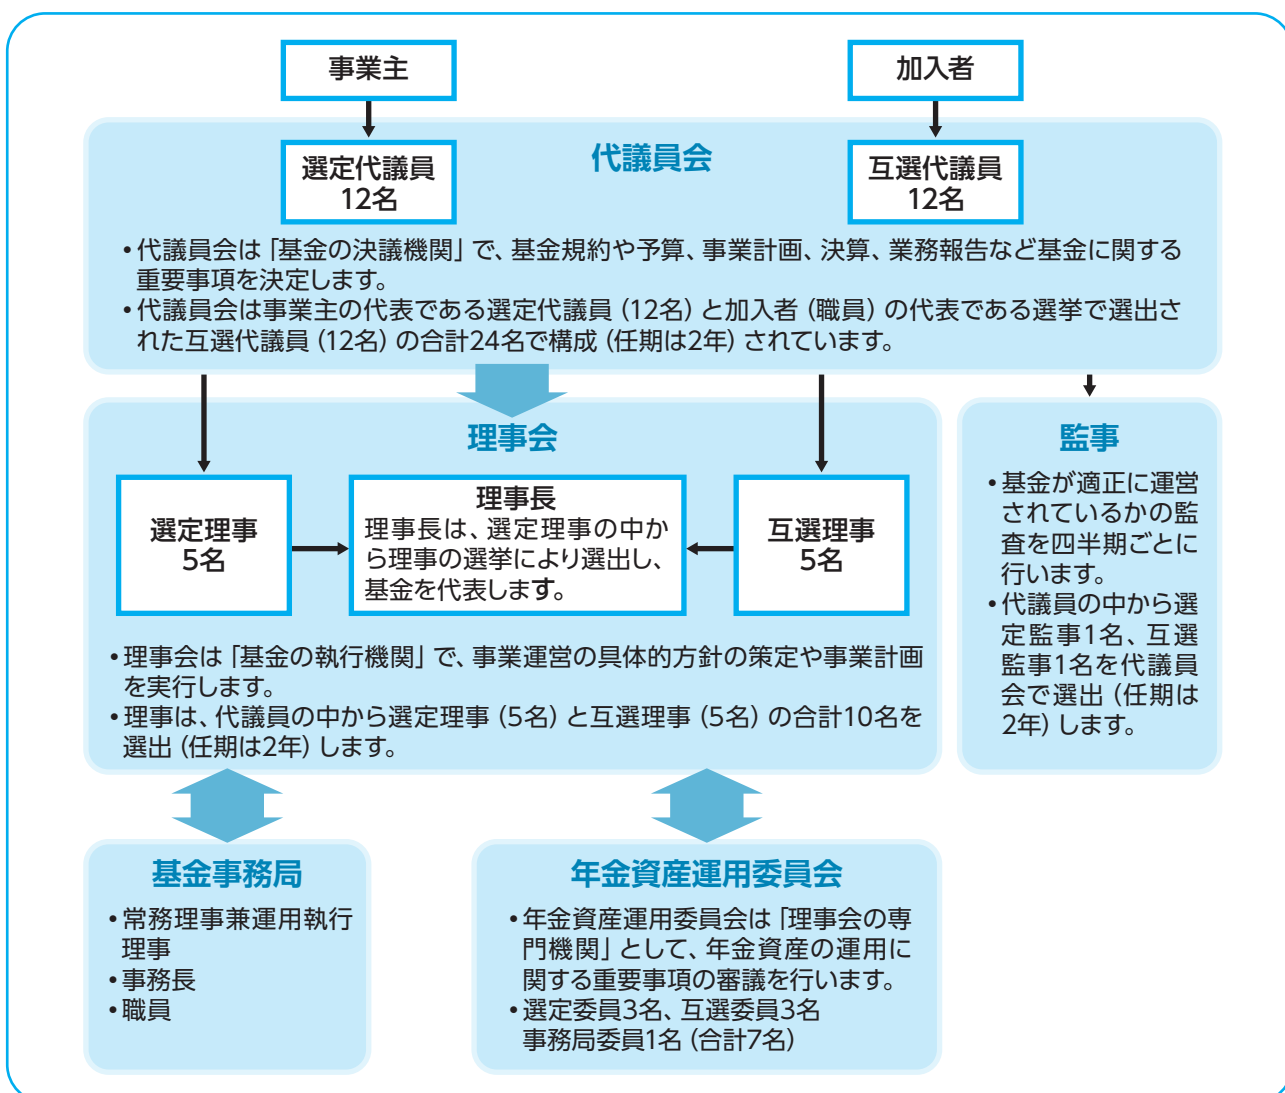 事業主
加入者
代議員会
選定代議員
12名
互選代議員
12名
•代議員会は「基金の決議機関」で、基金規約や予算、事業計画、決算、業務報告など基金に関する
重要事項を決定します。
•代議員会は事業主の代表である選定代議員（12名）と加入者（職員）の代表である選挙で選出さ
れた互選代議員（12名）の合計24名で構成（任期は2年）されています。
理事会
選定理事
5名
理事長
理事長は、選定理事の中か
ら理事の選挙により選出し、
基金を代表します。
互選理事
5名
•理事会は「基金の執行機関」で、事業運営の具体的方針の策定や事業計画
を実行します。
•理事は、代議員の中から選定理事（5名）と互選理事（5名）の合計10名を
選出（任期は2年）します。
監事
•基金が適正に運営
されているかの監
査を四半期ごとに
行います。
•代議員の中から選
定監事1名、互選
監事1名を代議員
会で選出（任期は
2年）します。
基金事務局
•常務理事兼運用執行
理事
•事務長
•職員
年金資産運用委員会
•年金資産運用委員会は「理事会の専
門機関」として、年金資産の運用に
関する重要事項の審議を行います。
•選定委員3名、互選委員3名
事務局委員1名（合計7名）